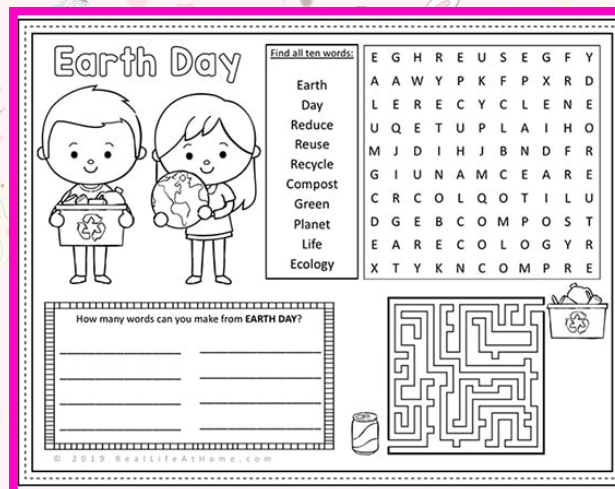 Earth Day
Find all ten words:
Earth
Day
Reduce
Reuse
Recycle
Compost
Green
Planet
Life
Ecology
E G H R E U S E G F Y
A A W Y P K F P X R D
L E R E C Y C L E N E
U Q E T U P L A I H O
M J D I H J B N D F R
G I U N A M C E A R E
C R C O L Q O T I L U
D G E B C O M P O S T
E A R E C O L O G Y R
X T Y K N C O M P R E
How many words can you make from EARTH DAY?
© 2019 RealLifeAtHome.com